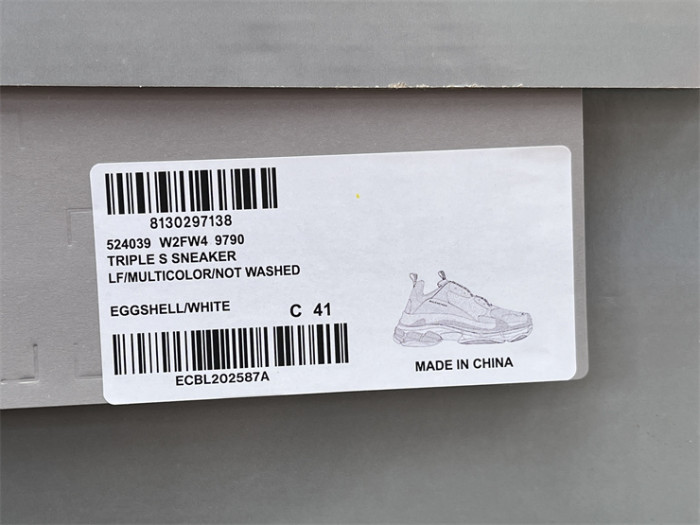 8130297138
524039 W2FW4 9790
TRIPLE S SNEAKER
LF/MULTICOLOR/NOT WASHED
EGGSHELL/WHITE
C 41
ECBL202587A
MADE IN CHINA